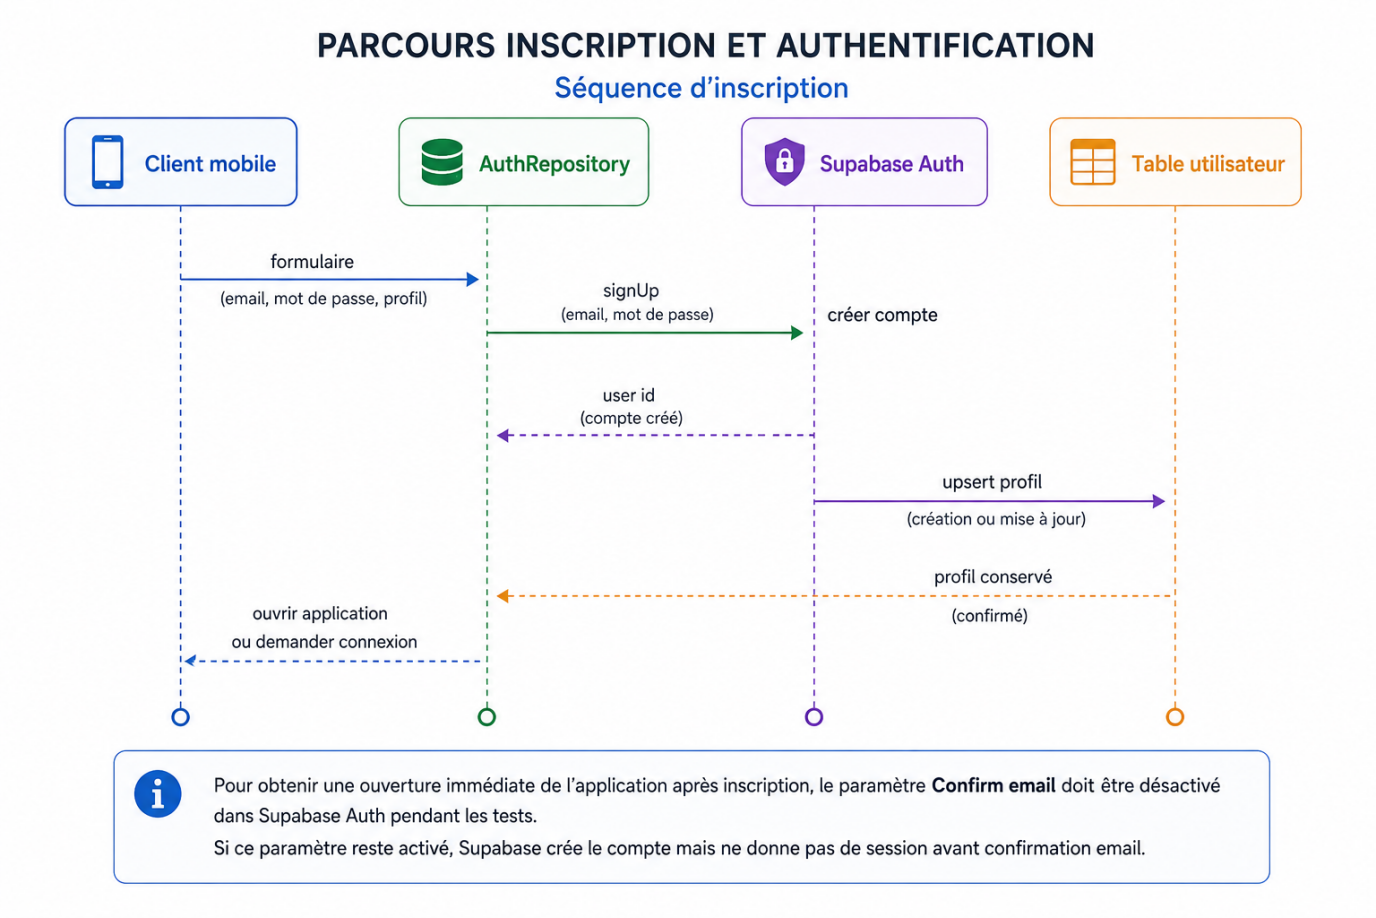 PARCOURS INSCRIPTION ET AUTHENTIFICATION
Séquence d’inscription
Client mobile
AuthRepository
Supabase Auth
Table utilisateur
formulaire
(email, mot de passe, profil)
signUp
(email, mot de passe)
créer compte
user id
(compte créé)
upsert profil
(création ou mise à jour)
profil conservé
(confirmé)
ouvrir application
ou demander connexion
Pour obtenir une ouverture immédiate de l’application après inscription, le paramètre Confirm email doit être désactivé
dans Supabase Auth pendant les tests.
Si ce paramètre reste activé, Supabase crée le compte mais ne donne pas de session avant confirmation email.